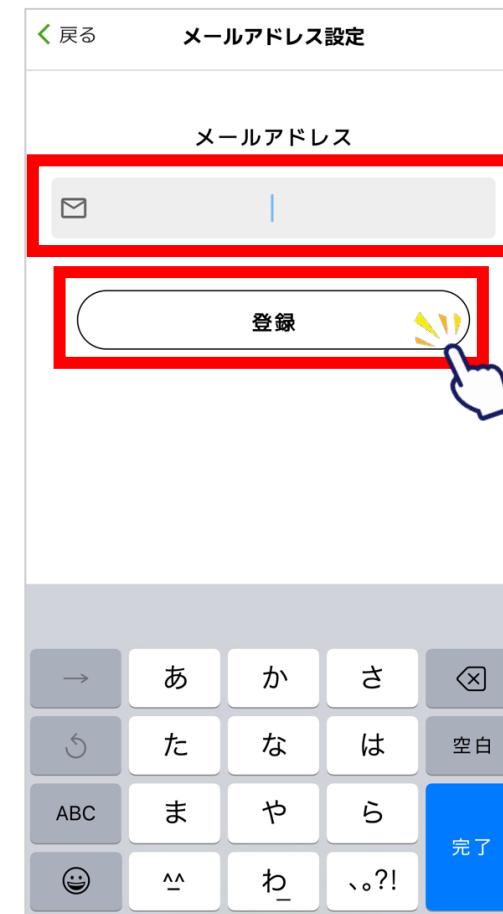 戻る メールアドレス設定
メールアドレス
登録
→ あ か さ
た な は 空白
ABC ま や ら 完了
^^ わ_ 、。?!